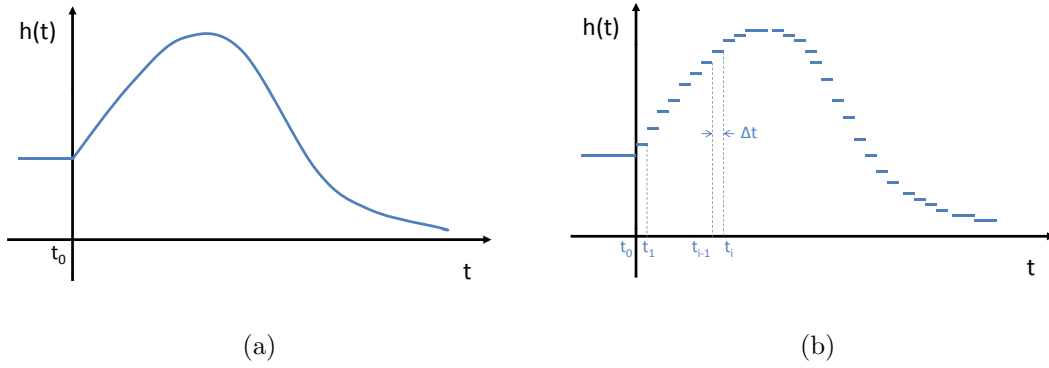 h(t)
t₀
t
(a)
h(t)
Δt
t₀ t₁ tᵢ₋₁ tᵢ
t
(b)